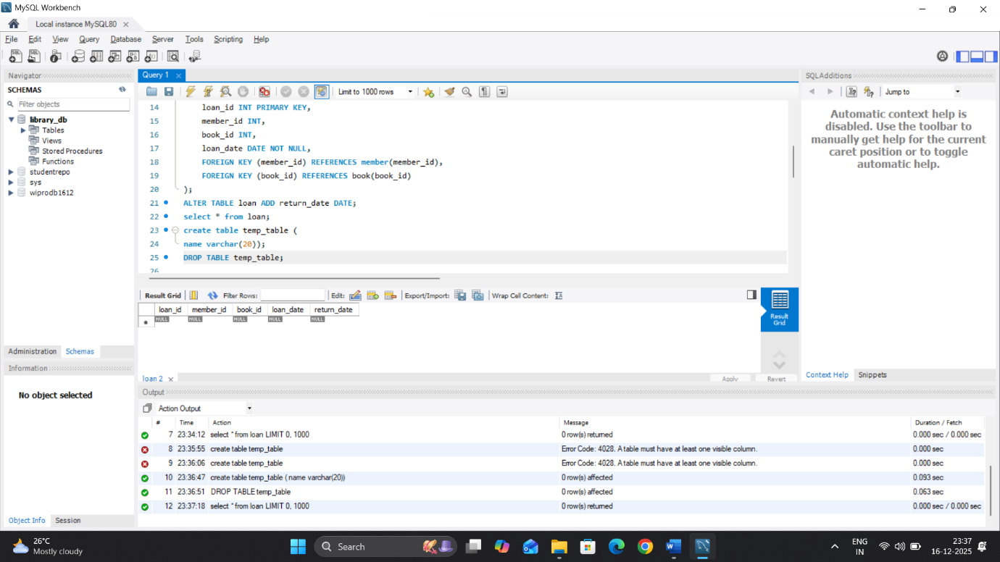 MySQL Workbench
Local instance MySQL80
File Edit View Query Database Server Tools Scripting Help
Navigator
SCHEMAS
Filter objects
library_db
Tables
Views
Stored Procedures
Functions
studentrepo
sys
wiprodb1612
Administration Schemas
Information
No object selected
Object Info Session
Query 1
Limit to 1000 rows
14 loan_id INT PRIMARY KEY,
15 member_id INT,
16 book_id INT,
17 loan_date DATE NOT NULL,
18 FOREIGN KEY (member_id) REFERENCES member(member_id),
19 FOREIGN KEY (book_id) REFERENCES book(book_id)
20 );
21 ALTER TABLE loan ADD return_date DATE;
22 select * from loan;
23 create table temp_table (
24 name varchar(20));
25 DROP TABLE temp_table;
26
Result Grid Filter Rows: Edit: Export/Import: Wrap Cell Content:
loan_id member_id book_id loan_date return_date
NULL NULL NULL NULL NULL
Result
Grid
loan 2 Apply Revert
SQLAdditions
Jump to
Automatic context help is
disabled. Use the toolbar to
manually get help for the current
caret position or to toggle
automatic help.
Context Help Snippets
Output
Action Output
# Time Action Message Duration / Fetch
7 23:34:12 select * from loan LIMIT 0, 1000 0 row(s) returned 0.000 sec / 0.000 sec
8 23:35:55 create table temp_table Error Code: 4028. A table must have at least one visible column. 0.000 sec
9 23:36:06 create table temp_table Error Code: 4028. A table must have at least one visible column. 0.000 sec
10 23:36:47 create table temp_table ( name varchar(20)) 0 row(s) affected 0.093 sec
11 23:36:51 DROP TABLE temp_table 0 row(s) affected 0.063 sec
12 23:37:18 select * from loan LIMIT 0, 1000 0 row(s) returned 0.000 sec / 0.000 sec
26°C
Mostly cloudy
Search
ENG
IN
23:37
16-12-2025